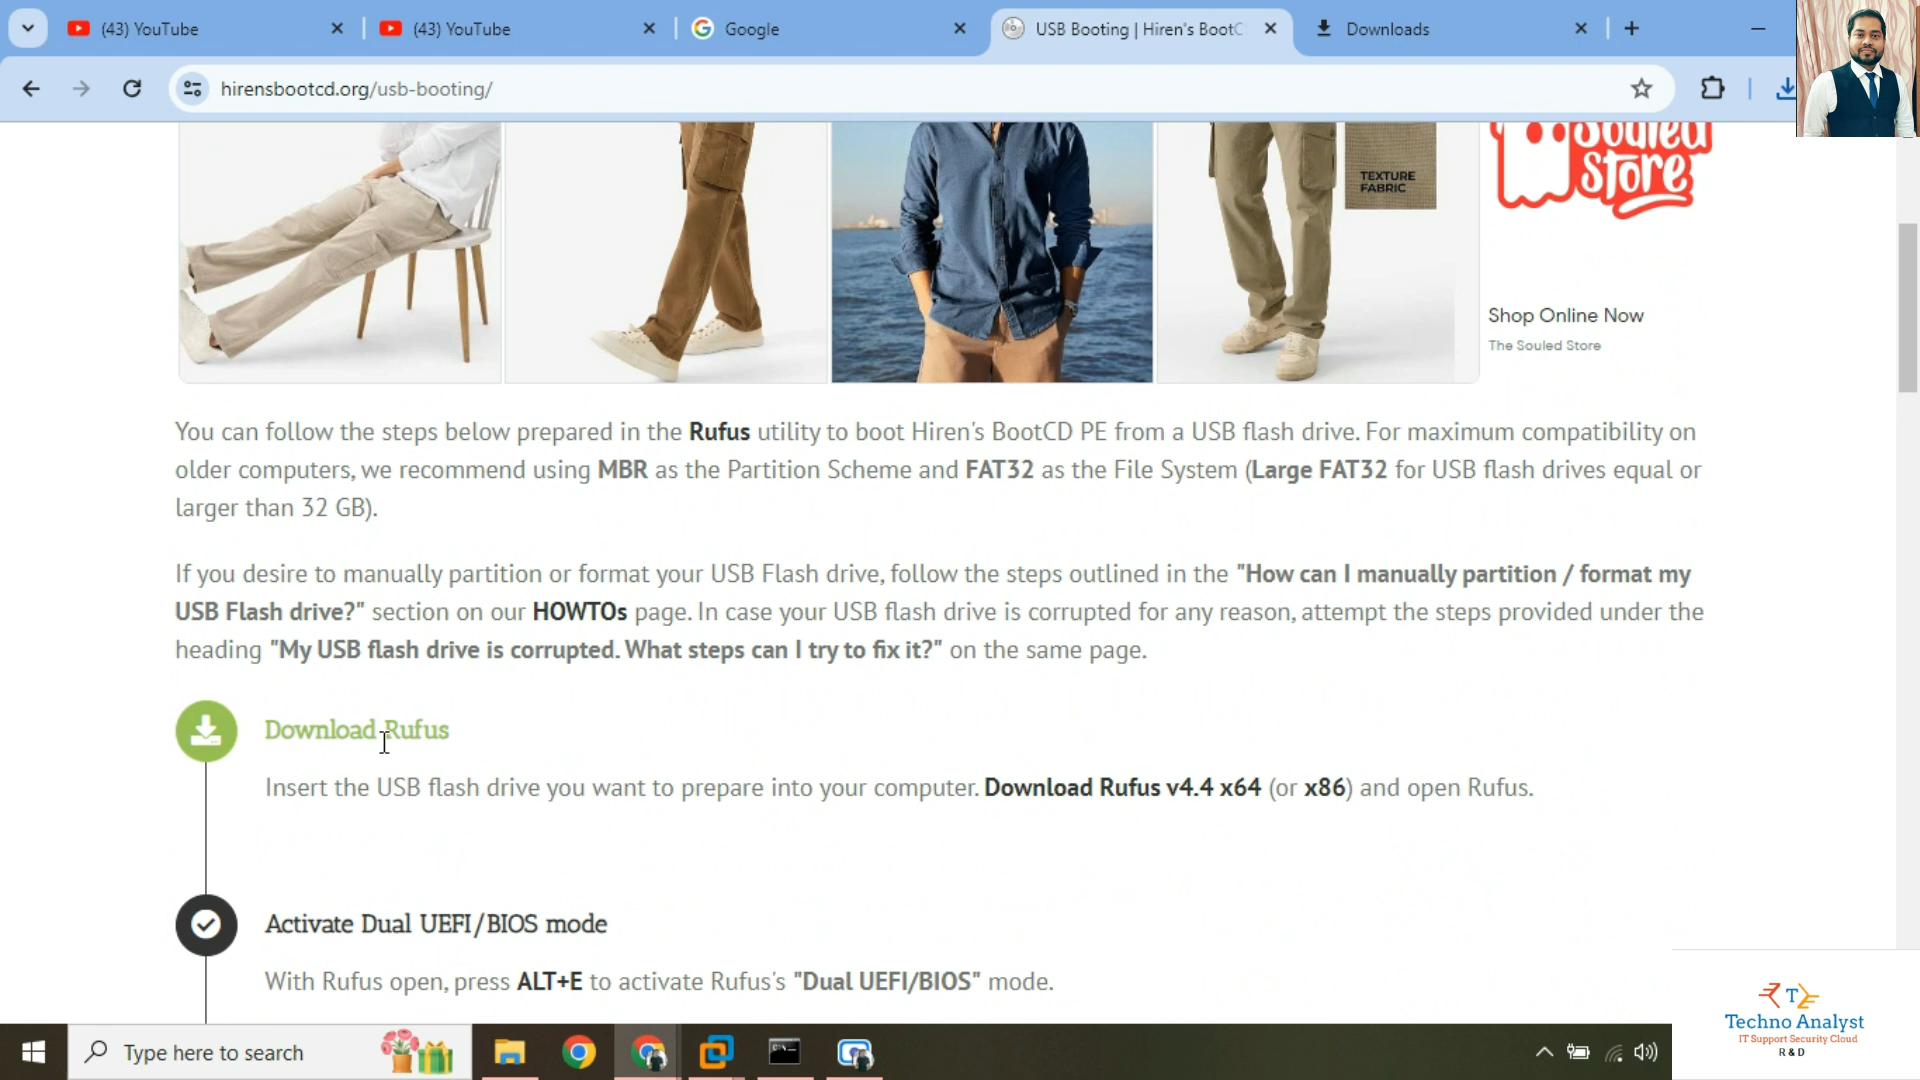 (43) YouTube
(43) YouTube
Google
USB Booting | Hiren's BootC
Downloads
hirensbootcd.org/usb-booting/
TEXTURE
FABRIC
Souled
Store
Shop Online Now
The Souled Store
You can follow the steps below prepared in the Rufus utility to boot Hiren's BootCD PE from a USB flash drive. For maximum compatibility on
older computers, we recommend using MBR as the Partition Scheme and FAT32 as the File System (Large FAT32 for USB flash drives equal or
larger than 32 GB).
If you desire to manually partition or format your USB Flash drive, follow the steps outlined in the "How can I manually partition / format my
USB Flash drive?" section on our HOWTOs page. In case your USB flash drive is corrupted for any reason, attempt the steps provided under the
heading "My USB flash drive is corrupted. What steps can I try to fix it?" on the same page.
Download Rufus
Insert the USB flash drive you want to prepare into your computer. Download Rufus v4.4 x64 (or x86) and open Rufus.
Activate Dual UEFI/BIOS mode
With Rufus open, press ALT+E to activate Rufus's "Dual UEFI/BIOS" mode.
Techno Analyst
IT Support Security Cloud
R & D
Type here to search